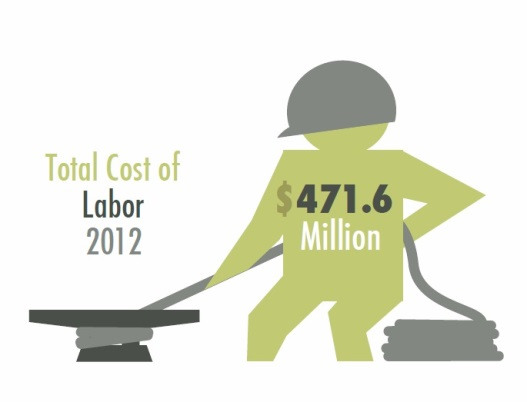 Total Cost of
Labor
2012
$471.6
Million